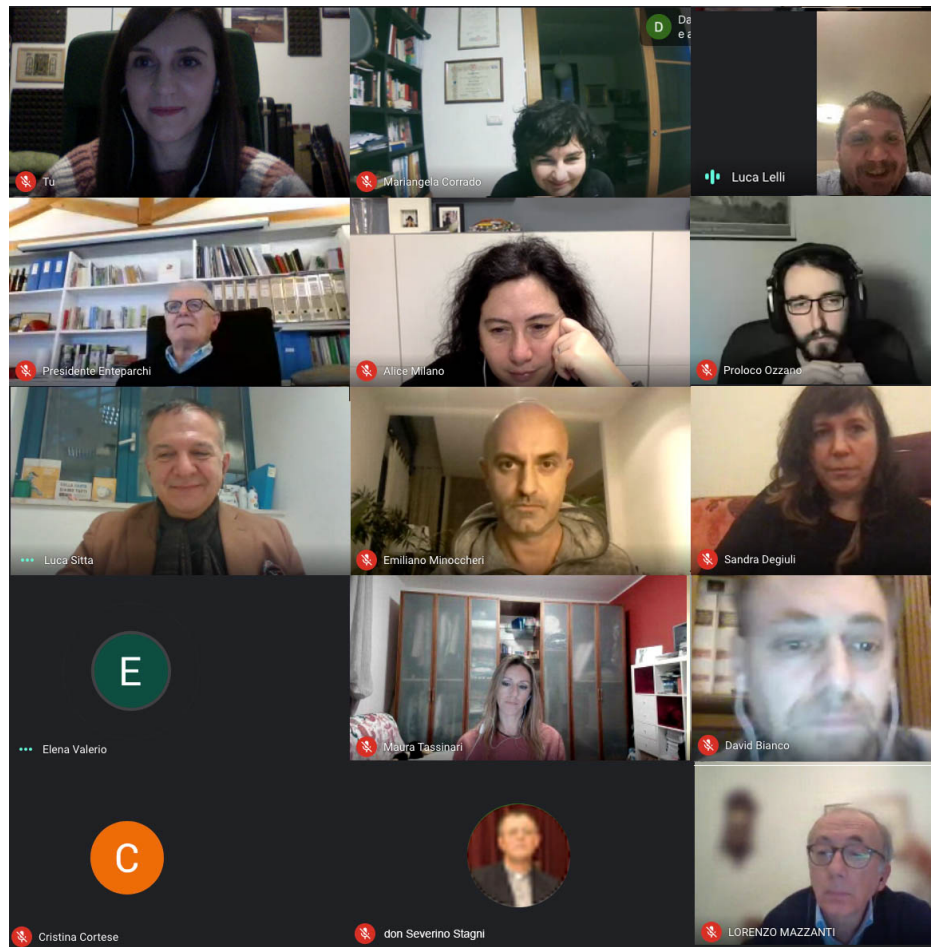 D
Da
e a
Tu
Mariangela Corrado
Luca Lelli
Presidente Enteparchi
Alice Milano
Proloco Ozzano
Luca Sitta
Emiliano Minoccheri
Sandra Degiuli
E
Elena Valerio
Maura Tassinari
David Bianco
C
Cristina Cortese
don Severino Stagni
LORENZO MAZZANTI